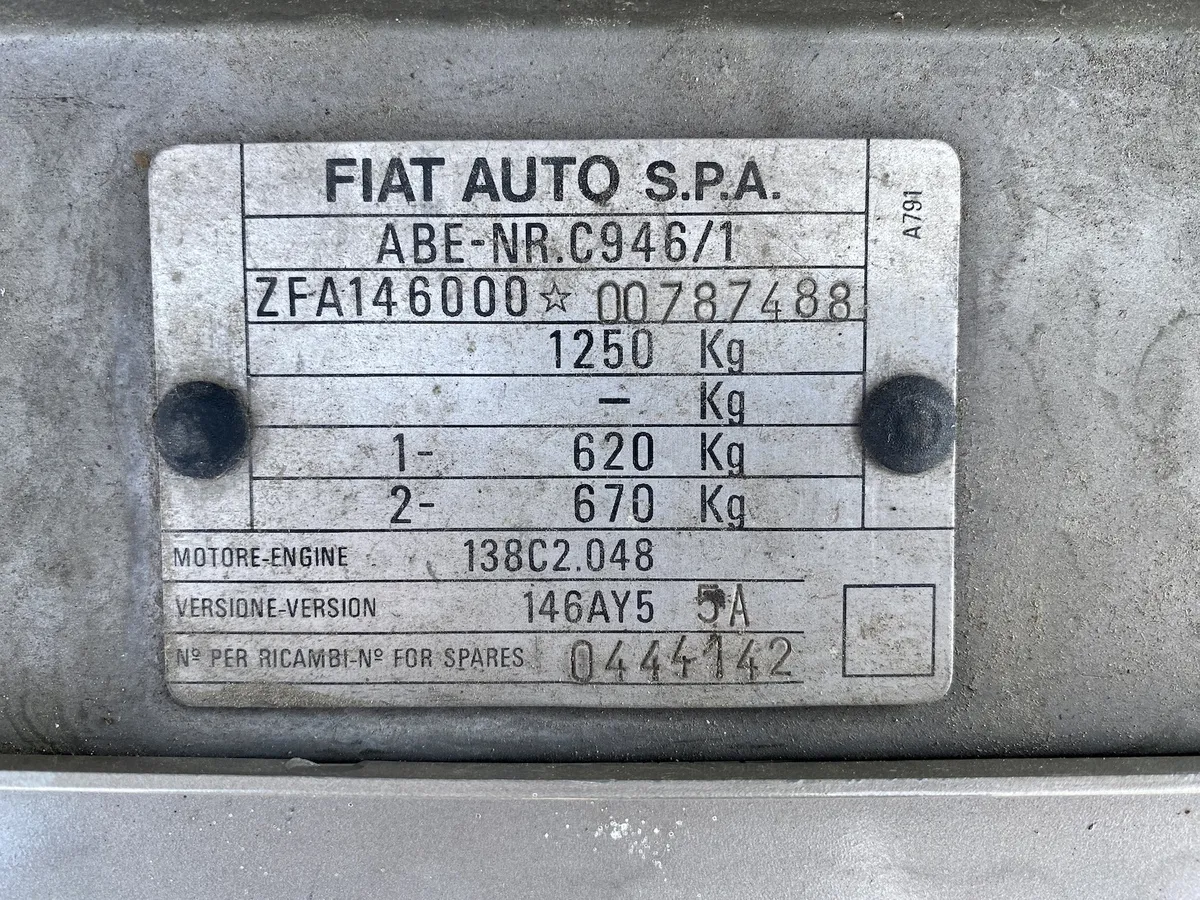 FIAT AUTO S.P.A.
A791
ABE-NR.C946/1
ZFA146000☆00787488
1250 Kg
– Kg
1- 620 Kg
2- 670 Kg
MOTORE-ENGINE 138C2.048
VERSIONE-VERSION 146AY5 5A
Nº PER RICAMBI-Nº FOR SPARES 0444142